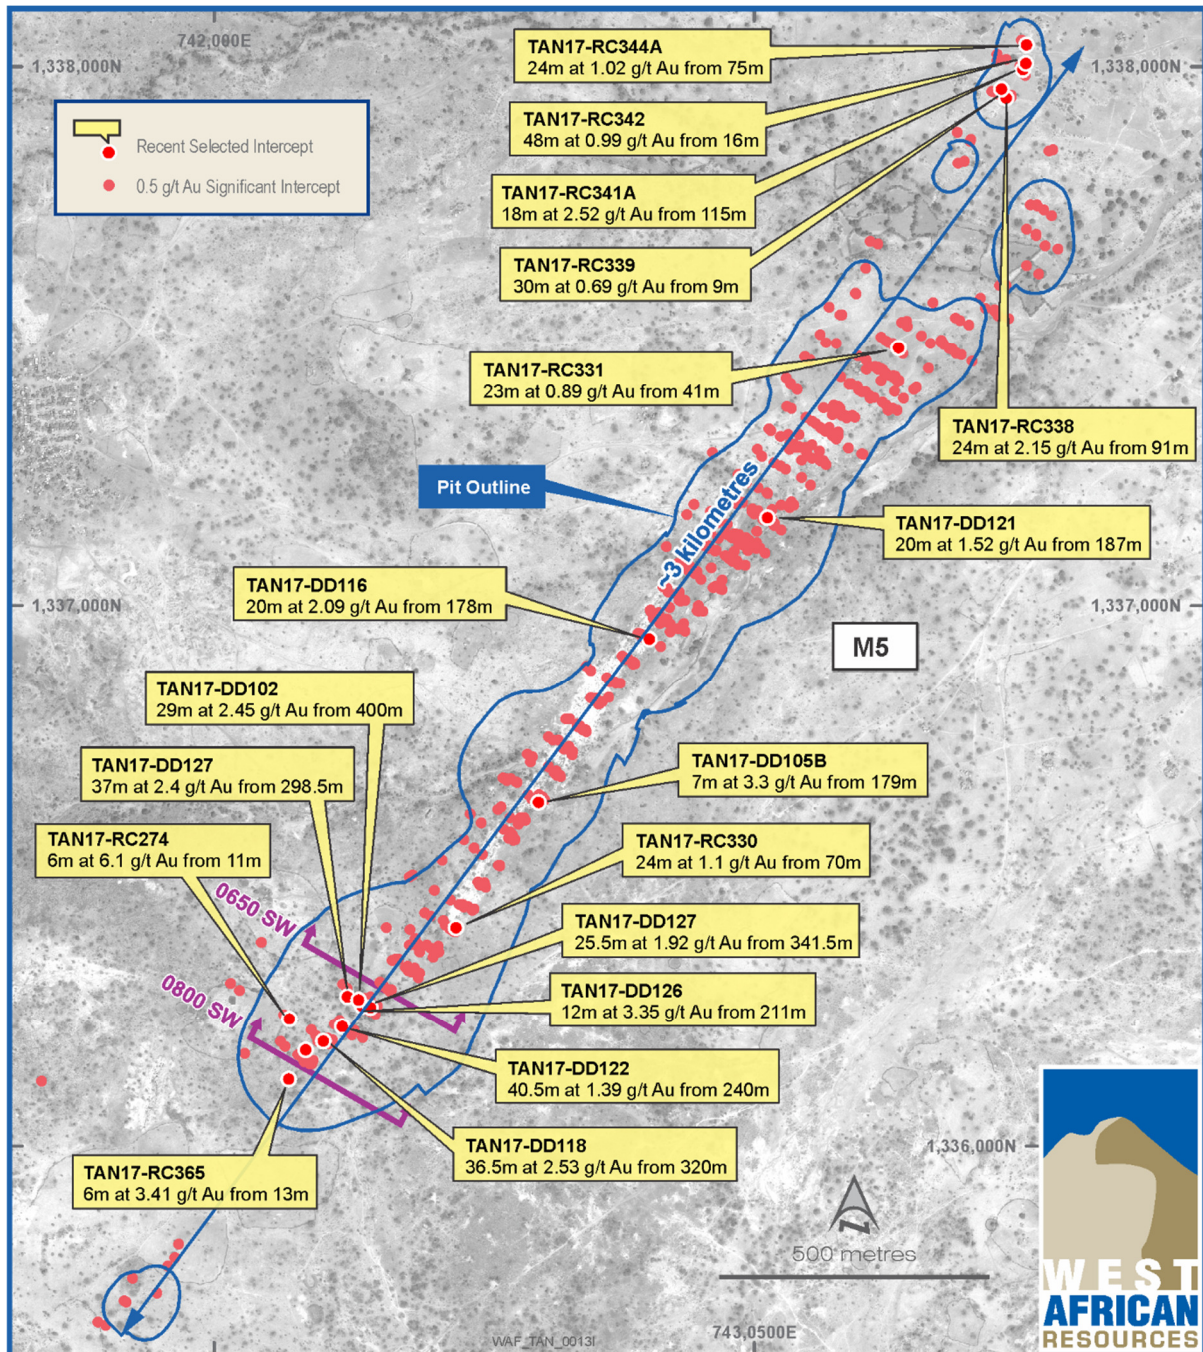 742,000E
1,338,000N
1,338,000N
TAN17-RC344A
24m at 1.02 g/t Au from 75m
Recent Selected Intercept
0.5 g/t Au Significant Intercept
TAN17-RC342
48m at 0.99 g/t Au from 16m
TAN17-RC341A
18m at 2.52 g/t Au from 115m
TAN17-RC339
30m at 0.69 g/t Au from 9m
TAN17-RC331
23m at 0.89 g/t Au from 41m
TAN17-RC338
24m at 2.15 g/t Au from 91m
Pit Outline
~3 kilometres
TAN17-DD121
20m at 1.52 g/t Au from 187m
TAN17-DD116
20m at 2.09 g/t Au from 178m
1,337,000N
1,337,000N
M5
TAN17-DD102
29m at 2.45 g/t Au from 400m
TAN17-DD127
37m at 2.4 g/t Au from 298.5m
TAN17-DD105B
7m at 3.3 g/t Au from 179m
TAN17-RC274
6m at 6.1 g/t Au from 11m
TAN17-RC330
24m at 1.1 g/t Au from 70m
0650 SW
TAN17-DD127
25.5m at 1.92 g/t Au from 341.5m
0800 SW
TAN17-DD126
12m at 3.35 g/t Au from 211m
TAN17-DD122
40.5m at 1.39 g/t Au from 240m
TAN17-DD118
36.5m at 2.53 g/t Au from 320m
1,336,000N
TAN17-RC365
6m at 3.41 g/t Au from 13m
Z
500 metres
WEST
AFRICAN
RESOURCES
743,0500E
WAF_TAN_0013I